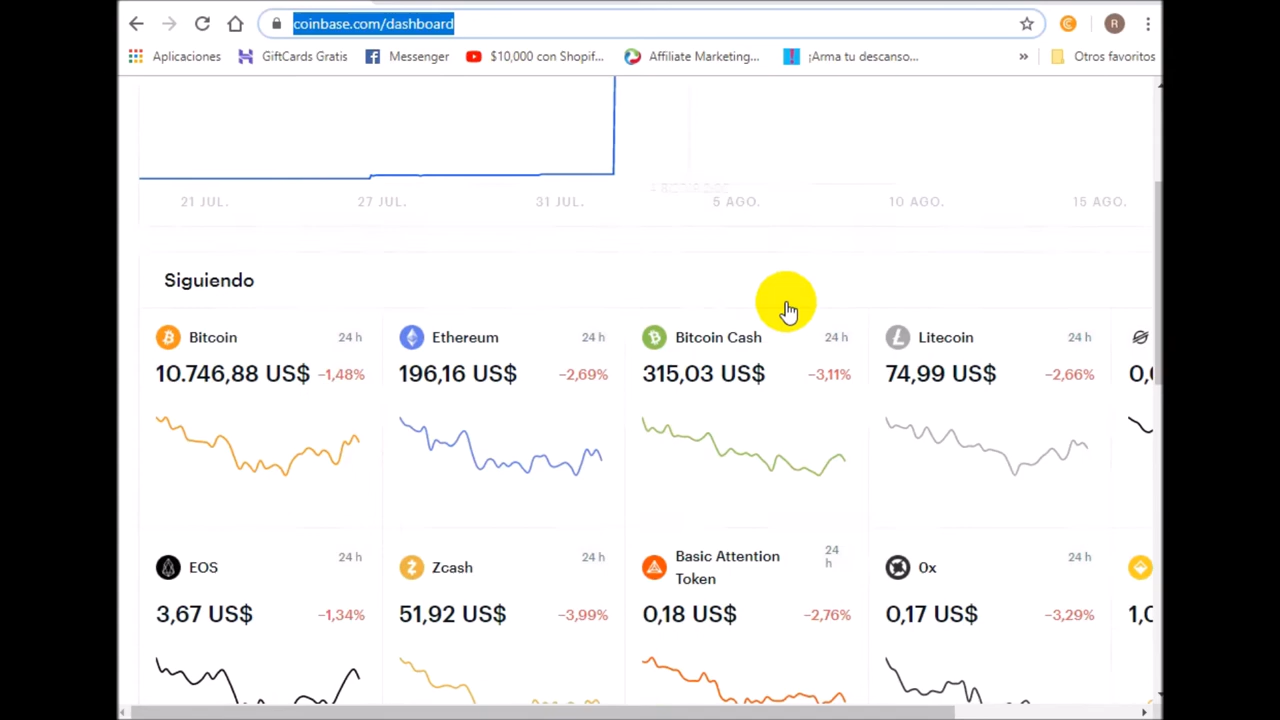 coinbase.com/dashboard
R
Aplicaciones
GiftCards Gratis
Messenger
$10,000 con Shopif...
Affiliate Marketing...
¡Arma tu descanso...
»
Otros favoritos
21 JUL.
27 JUL.
31 JUL.
5 AGO.
10 AGO.
15 AGO.
Siguiendo
Bitcoin
24 h
10.746,88 US$
-1,48%
Ethereum
24 h
196,16 US$
-2,69%
Bitcoin Cash
24 h
315,03 US$
-3,11%
Litecoin
24 h
74,99 US$
-2,66%
EOS
24 h
3,67 US$
-1,34%
Zcash
24 h
51,92 US$
-3,99%
Basic Attention
Token
24
h
0,18 US$
-2,76%
0x
24 h
0,17 US$
-3,29%